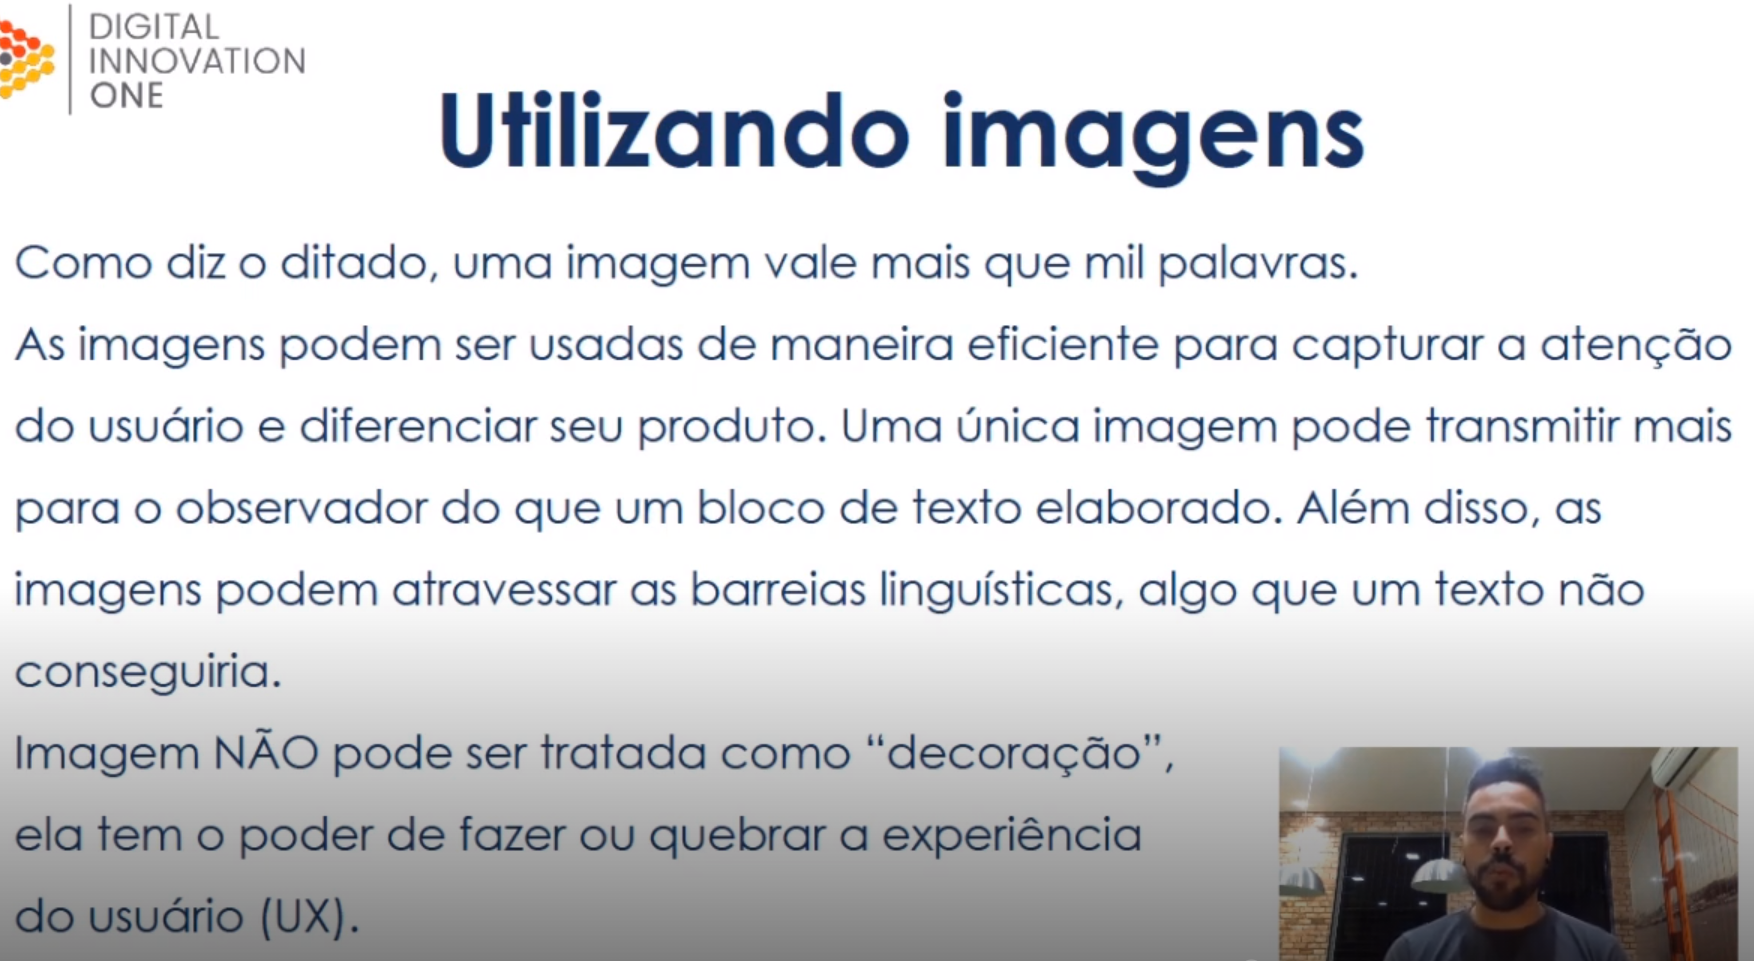 DIGITAL
INNOVATION
ONE
Utilizando imagens
Como diz o ditado, uma imagem vale mais que mil palavras.
As imagens podem ser usadas de maneira eficiente para capturar a atenção
do usuário e diferenciar seu produto. Uma única imagem pode transmitir mais
para o observador do que um bloco de texto elaborado. Além disso, as
imagens podem atravessar as barreias linguísticas, algo que um texto não
conseguiria.
Imagem NÃO pode ser tratada como “decoração”,
ela tem o poder de fazer ou quebrar a experiência
do usuário (UX).